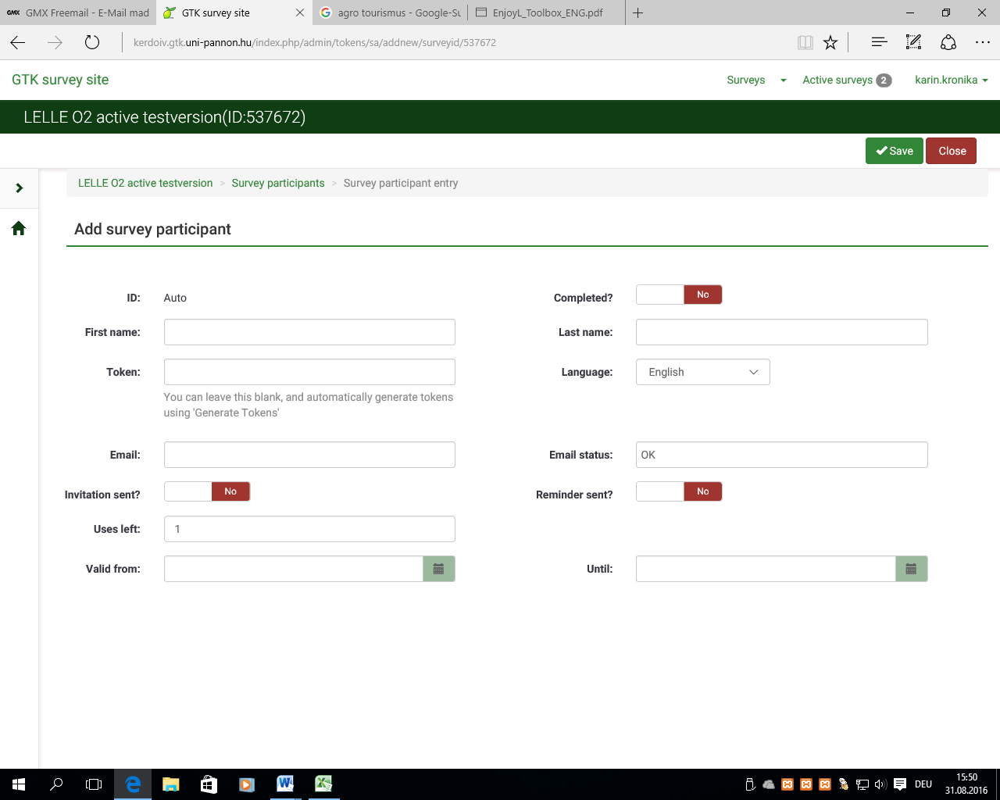 GMX GMX Freemail - E-Mail mad
GTK survey site
agro tourismus - Google-Su
EnjoyL_Toolbox_ENG.pdf
kerdoiv.gtk.uni-pannon.hu/index.php/admin/tokens/sa/addnew/surveyid/537672
GTK survey site
Surveys
Active surveys 2
karin.kronika
LELLE O2 active testversion(ID:537672)
Save
Close
LELLE O2 active testversion > Survey participants > Survey participant entry
Add survey participant
ID: Auto
Completed? No
First name:
Last name:
Token:
Language: English
You can leave this blank, and automatically generate tokens
using 'Generate Tokens'
Email:
Email status: OK
Invitation sent? No
Reminder sent? No
Uses left: 1
Valid from:
Until:
DEU
15:50
31.08.2016